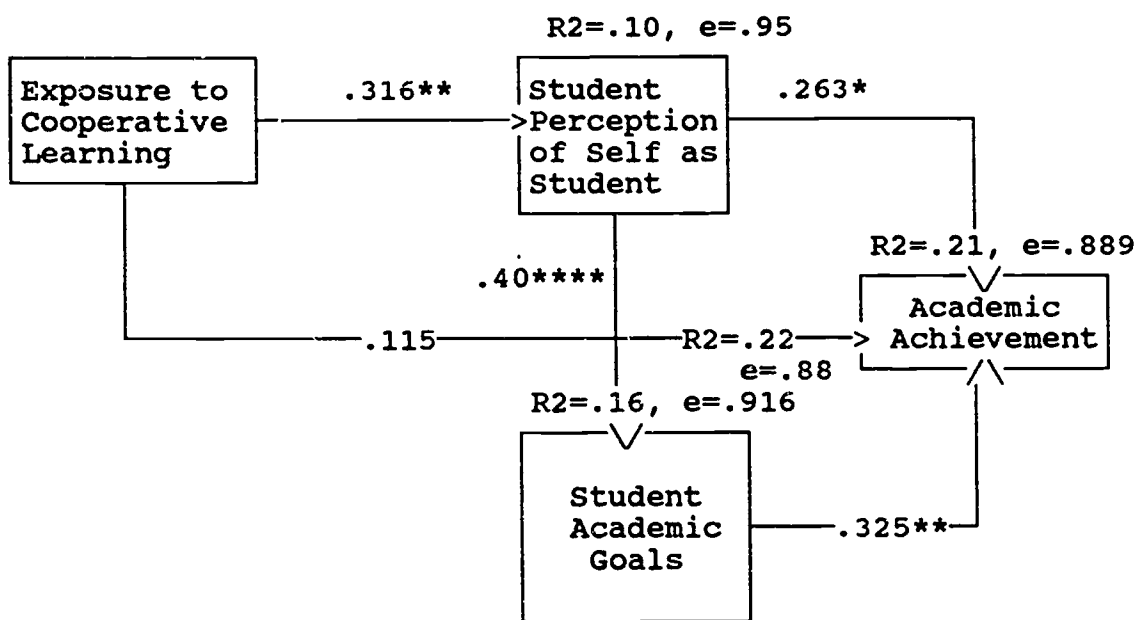 R2=.10, e=.95
Exposure to
Cooperative
Learning
.316**
Student
Perception
of Self as
Student
.263*
R2=.21, e=.889
.40****
Academic
Achievement
.115
R2=.22
e=.88
R2=.16, e=.916
Student
Academic
Goals
.325**